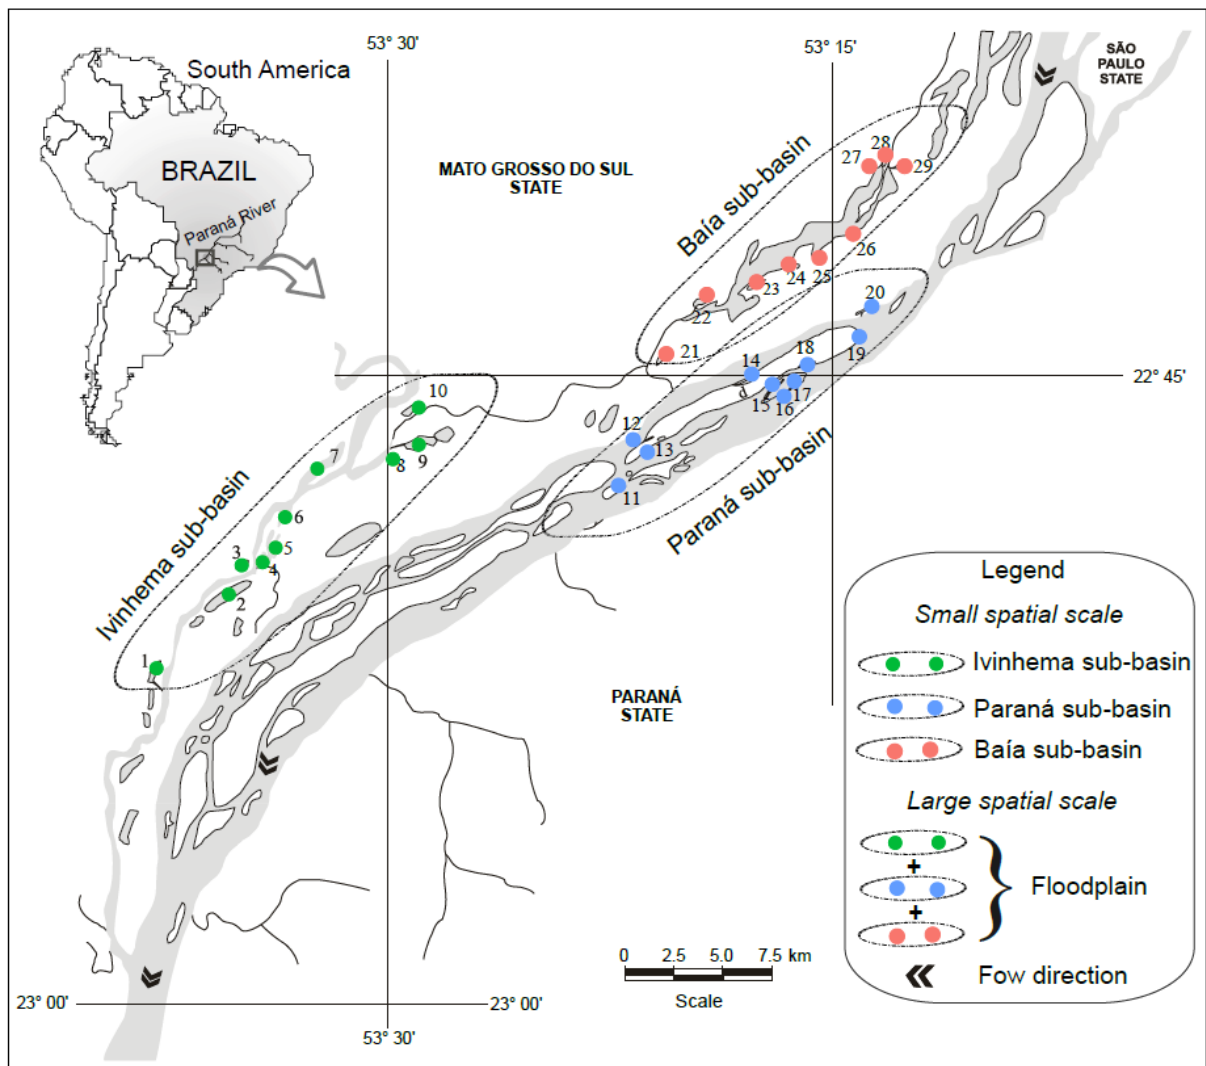 53° 30'
53° 15'
SÃO
PAULO
STATE
South America
BRAZIL
Paraná River
MATO GROSSO DO SUL
STATE
Baía sub-basin
28
27
29
26
25
24
23
22
21
20
19
18
14
17
15
16
22° 45'
12
13
11
Paraná sub-basin
10
9
8
7
6
5
4
3
2
1
Ivinhema sub-basin
PARANÁ
STATE
Legend
Small spatial scale
Ivinhema sub-basin
Paraná sub-basin
Baía sub-basin
Large spatial scale
+
Floodplain
+
Fow direction
0 2.5 5 7.5 km
Scale
23° 00'
23° 00'
53° 30'